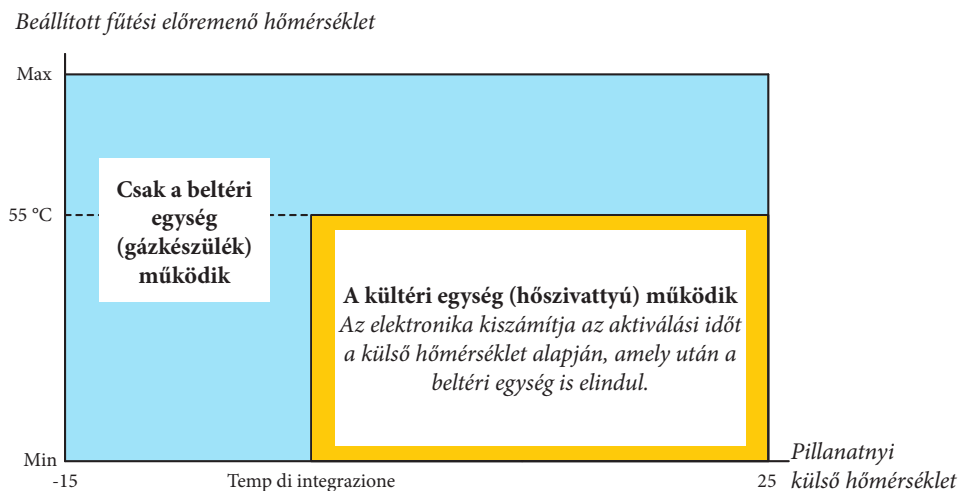 Beállított fűtési előremenő hőmérséklet
Max
Csak a beltéri
egység
(gázkészülék)
működik
55 °C
A kültéri egység (hőszivattyú) működik
Az elektronika kiszámítja az aktiválási időt
a külső hőmérséklet alapján, amely után a
beltéri egység is elindul.
Min
-15
Temp di integrazione
25
Pillanatnyi
külső hőmérséklet